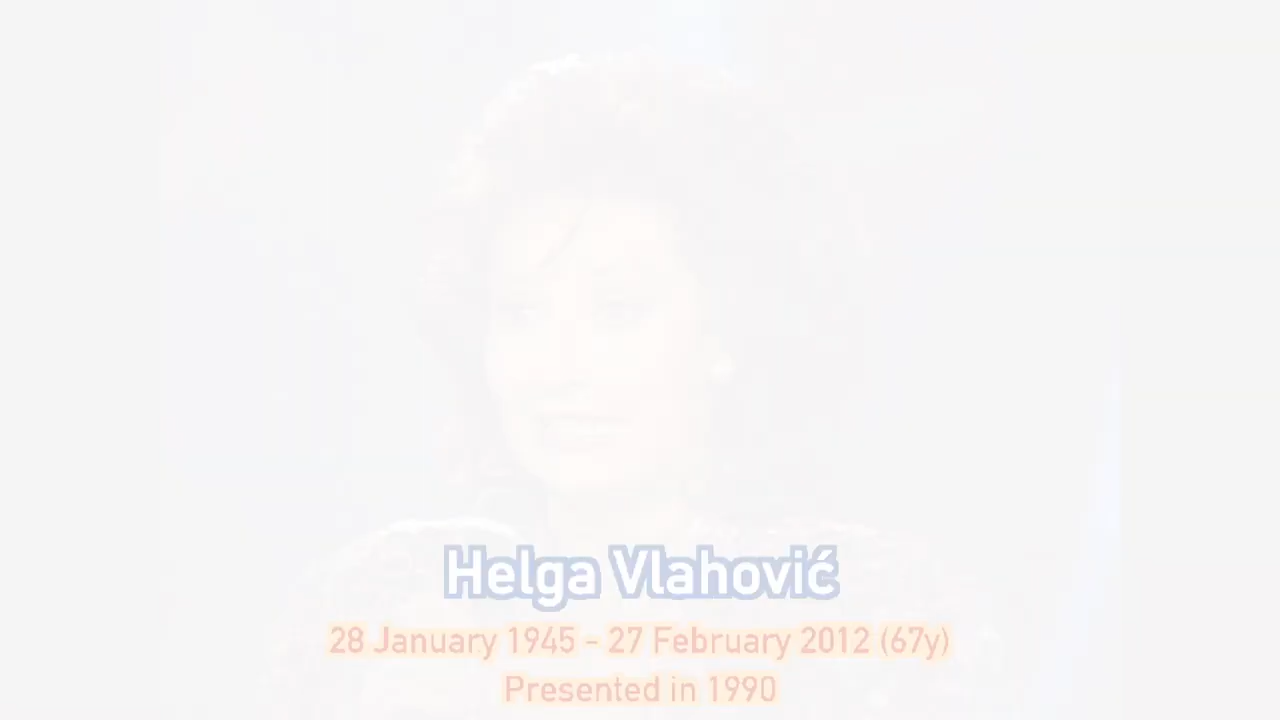 Helga Vlahović
28 January 1945 - 27 February 2012 (67y)
Presented in 1990